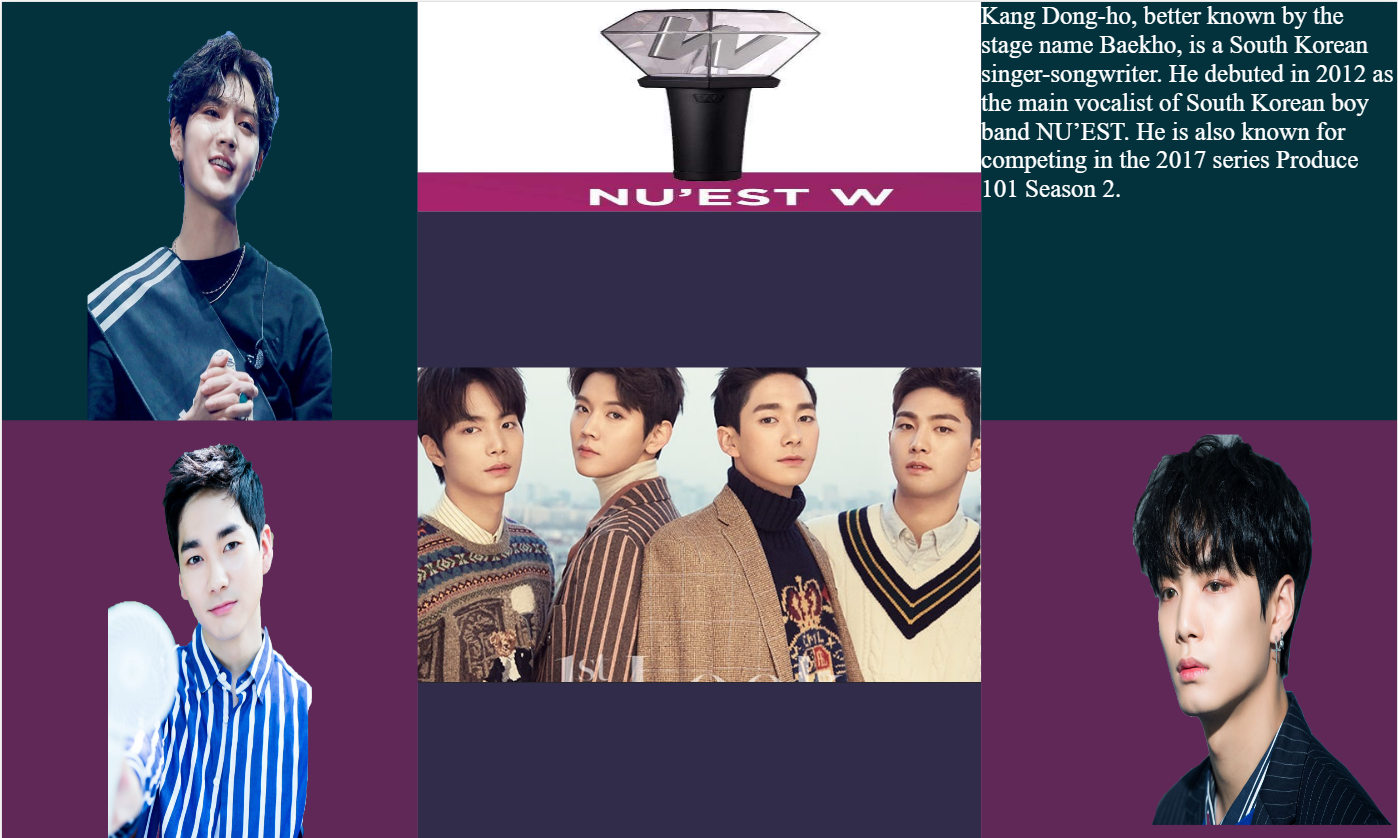 W
NU’EST W
Kang Dong-ho, better known by the
stage name Baekho, is a South Korean
singer-songwriter. He debuted in 2012 as
the main vocalist of South Korean boy
band NU’EST. He is also known for
competing in the 2017 series Produce
101 Season 2.
1st